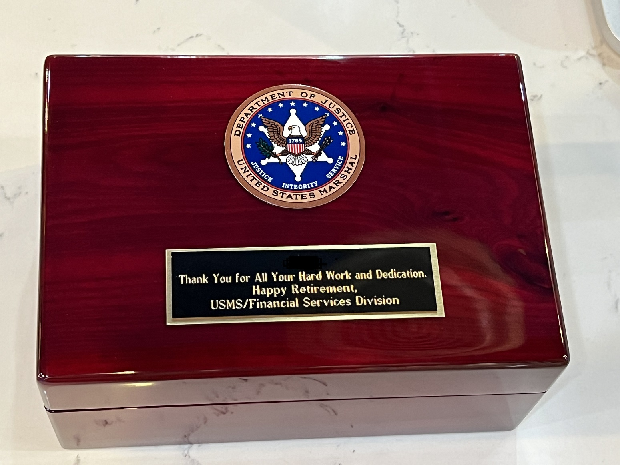 DEPARTMENT OF JUSTICE
1789
JUSTICE INTEGRITY SERVICE
UNITED STATES MARSHAL
Thank You for All Your Hard Work and Dedication.
Happy Retirement,
USMS/Financial Services Division